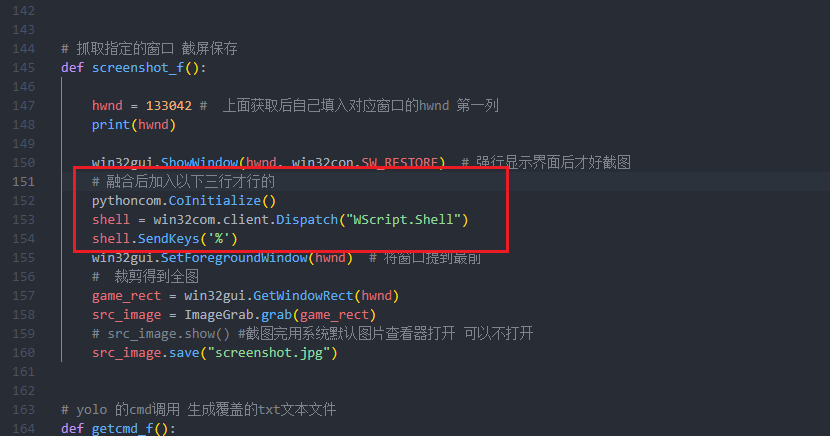 142
143
144 # 抓取指定的窗口 截屏保存
145 def screenshot_f():
146
147 hwnd = 133042 # 上面获取后自己填入对应窗口的hwnd 第一列
148 print(hwnd)
149
150 win32gui.ShowWindow(hwnd, win32con.SW_RESTORE) # 强行显示界面后才好截图
151 # 融合后加入以下三行才行的
152 pythoncom.CoInitialize()
153 shell = win32com.client.Dispatch("WScript.Shell")
154 shell.SendKeys('%')
155 win32gui.SetForegroundWindow(hwnd) # 将窗口提到最前
156 # 裁剪得到全图
157 game_rect = win32gui.GetWindowRect(hwnd)
158 src_image = ImageGrab.grab(game_rect)
159 # src_image.show() #截图完用系统默认图片查看器打开 可以不打开
160 src_image.save("screenshot.jpg")
161
162
163 # yolo 的cmd调用 生成覆盖的txt文本文件
164 def getcmd_f():